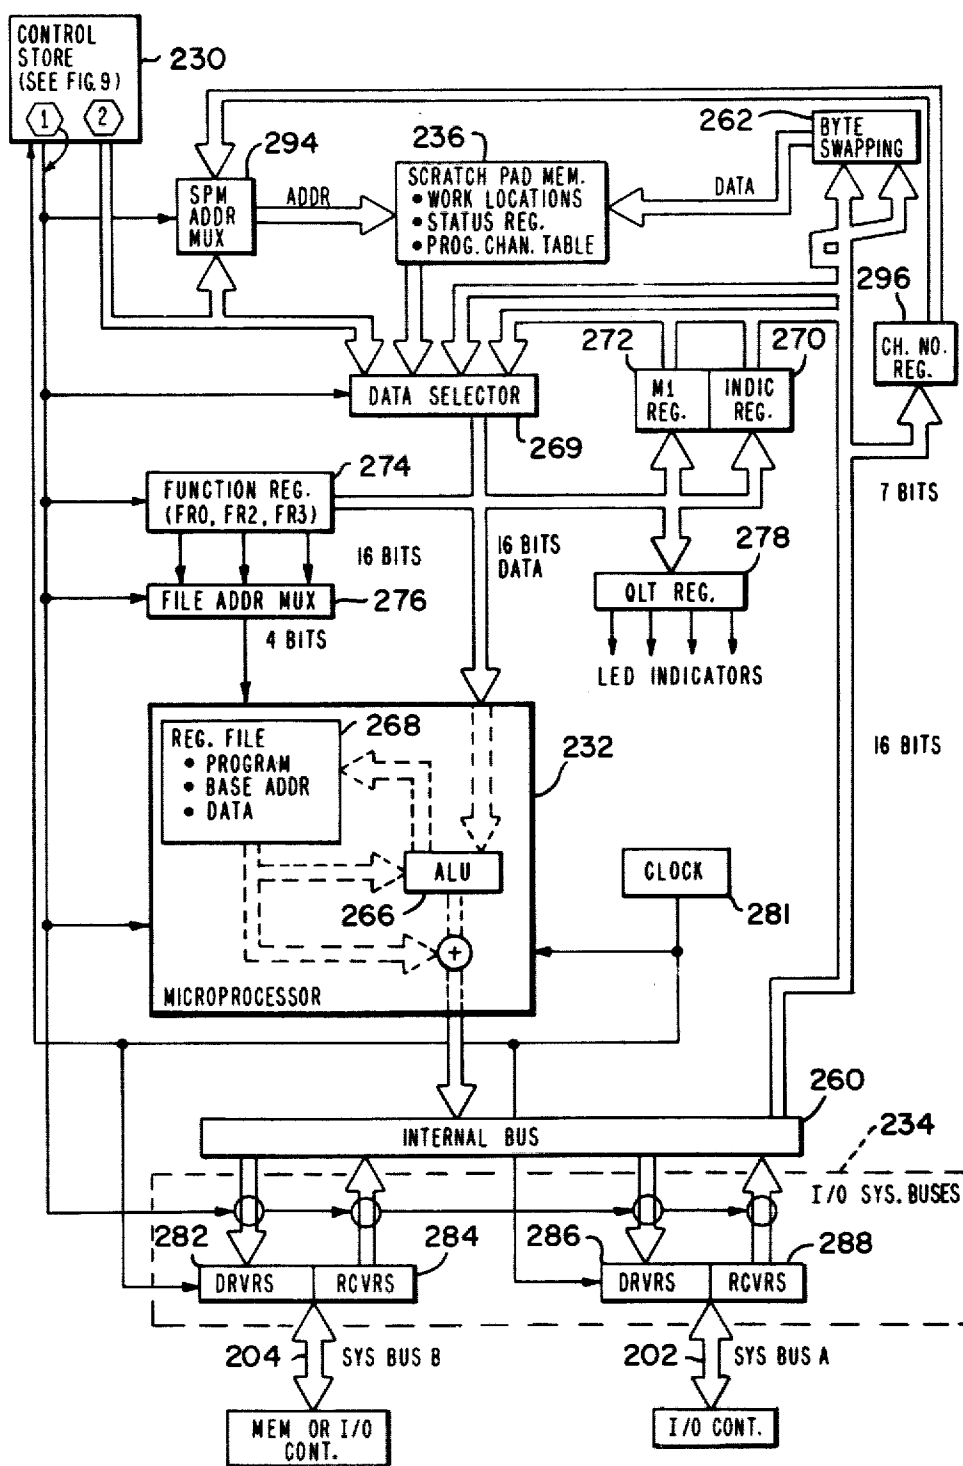 CONTROL
STORE
(SEE FIG. 9)
1
2
230
294
SPM
ADDR
MUX
ADDR
236
SCRATCH PAD MEM.
• WORK LOCATIONS
• STATUS REG.
• PROG. CHAN. TABLE
DATA
262
BYTE
SWAPPING
296
CH. NO.
REG.
272
270
M1
REG.
INDIC
REG.
DATA SELECTOR
269
274
FUNCTION REG.
(FR0, FR2, FR3)
7 BITS
16 BITS
16 BITS
DATA
278
QLT REG.
FILE ADDR MUX
276
4 BITS
LED INDICATORS
268
REG. FILE
• PROGRAM
• BASE ADDR
• DATA
232
16 BITS
ALU
266
CLOCK
281
+
MICROPROCESSOR
260
INTERNAL BUS
234
I/O SYS. BUSES
282
284
286
288
DRVRS
RCVRS
DRVRS
RCVRS
204
SYS BUS B
202
SYS BUS A
MEM OR I/O
CONT.
I/O CONT.